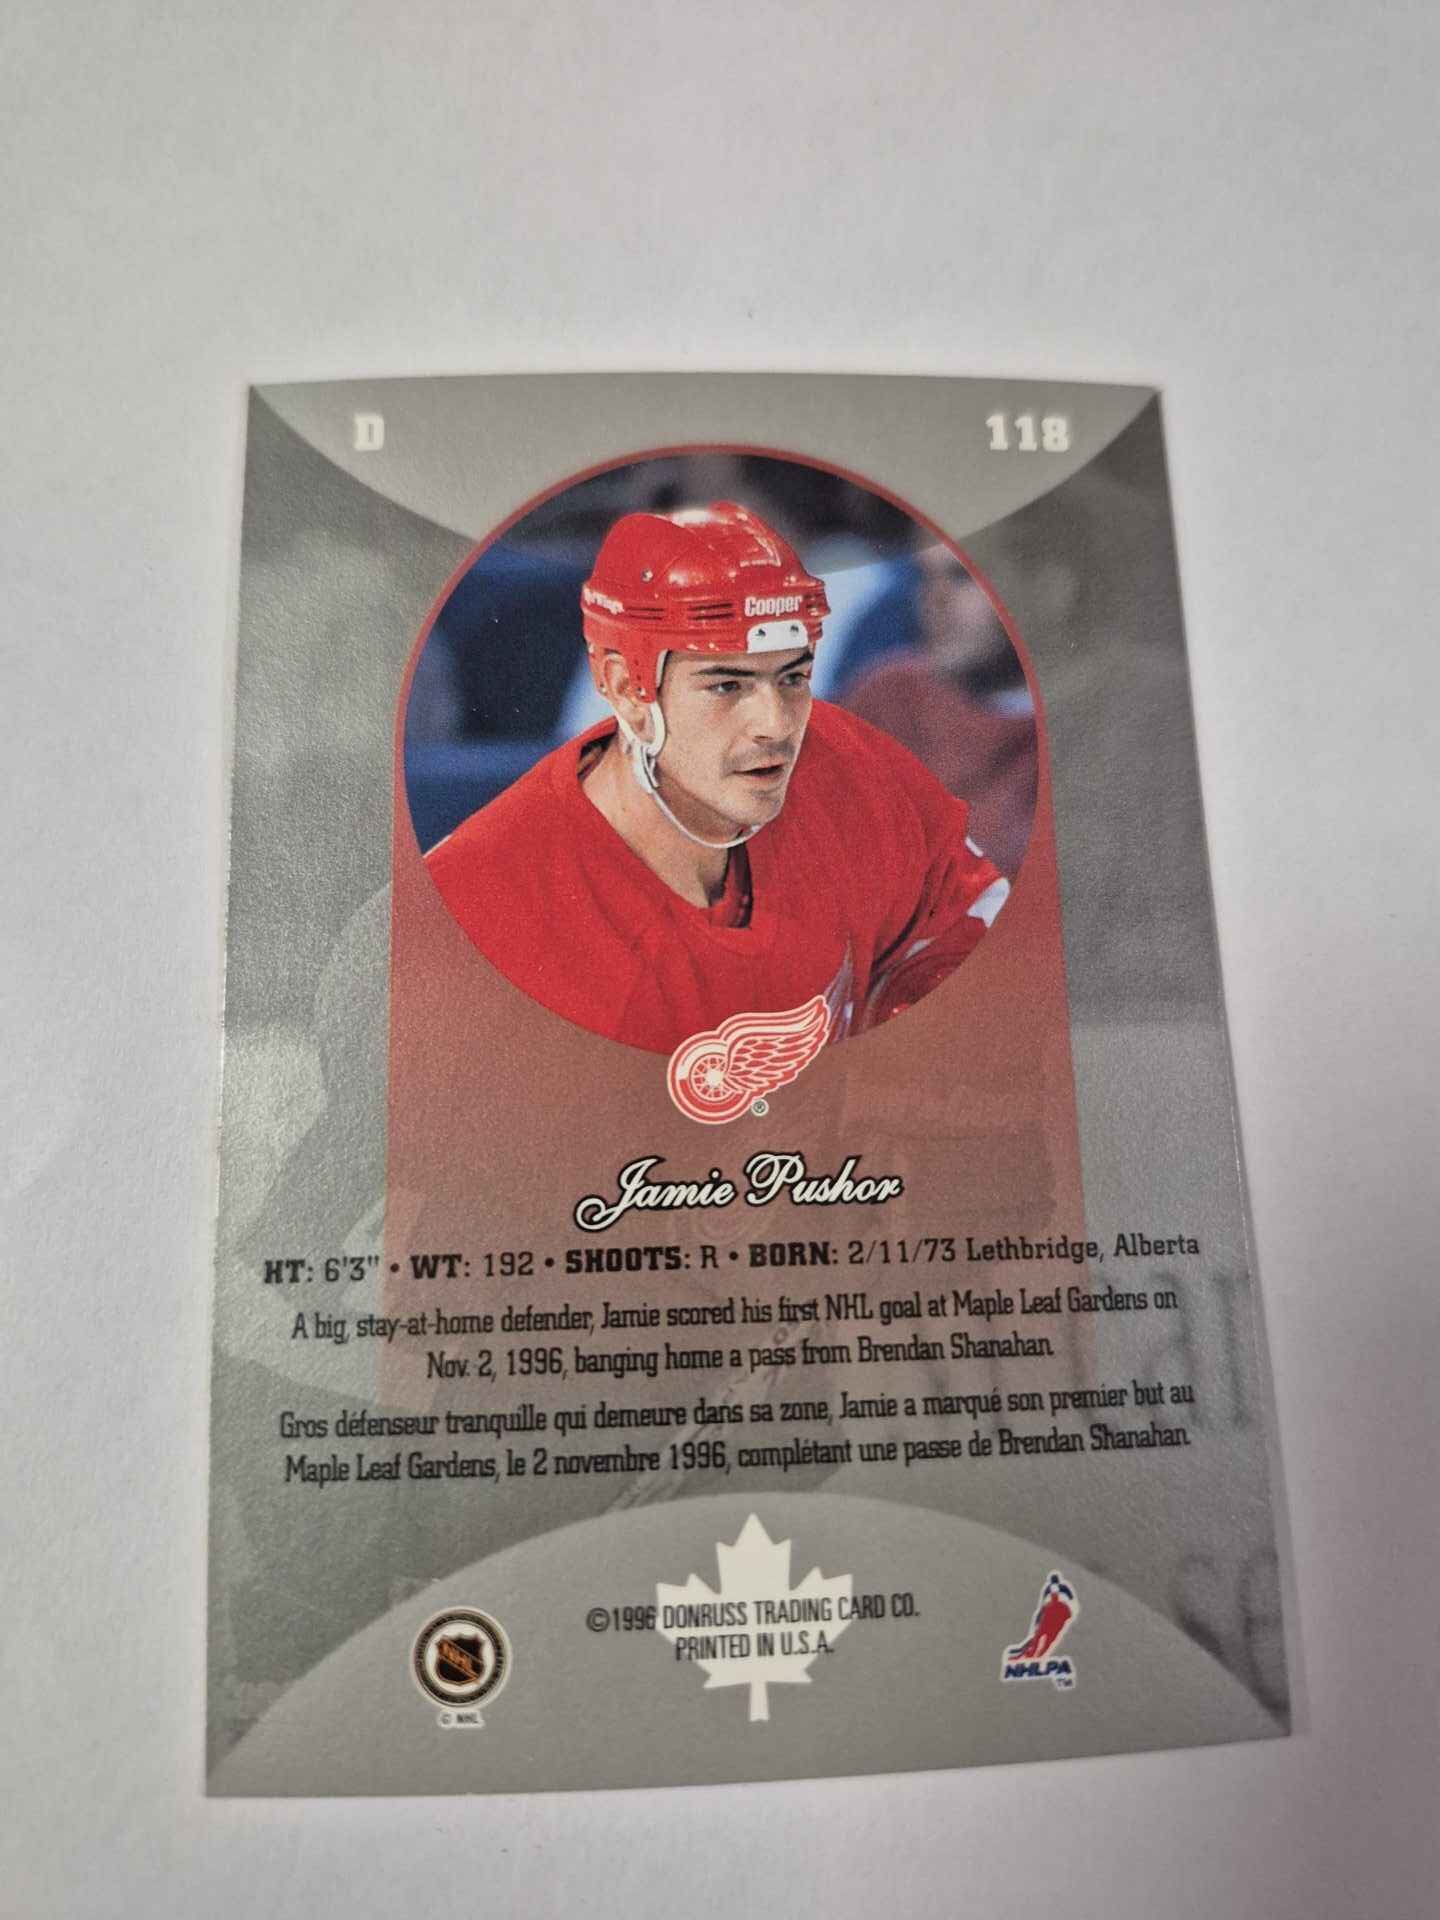 D 118
Cooper
Jamie Pushor
HT: 6'3" • WT: 192 • SHOOTS: R • BORN: 2/11/73 Lethbridge, Alberta
A big, stay-at-home defender, Jamie scored his first NHL goal at Maple Leaf Gardens on
Nov. 2, 1996, banging home a pass from Brendan Shanahan.
Gros défenseur tranquille qui demeure dans sa zone, Jamie a marqué son premier but au
Maple Leaf Gardens, le 2 novembre 1996, complétant une passe de Brendan Shanahan.
©1996 DONRUSS TRADING CARD CO.
PRINTED IN U.S.A.
NHL
© NHL
NHLPA
TM